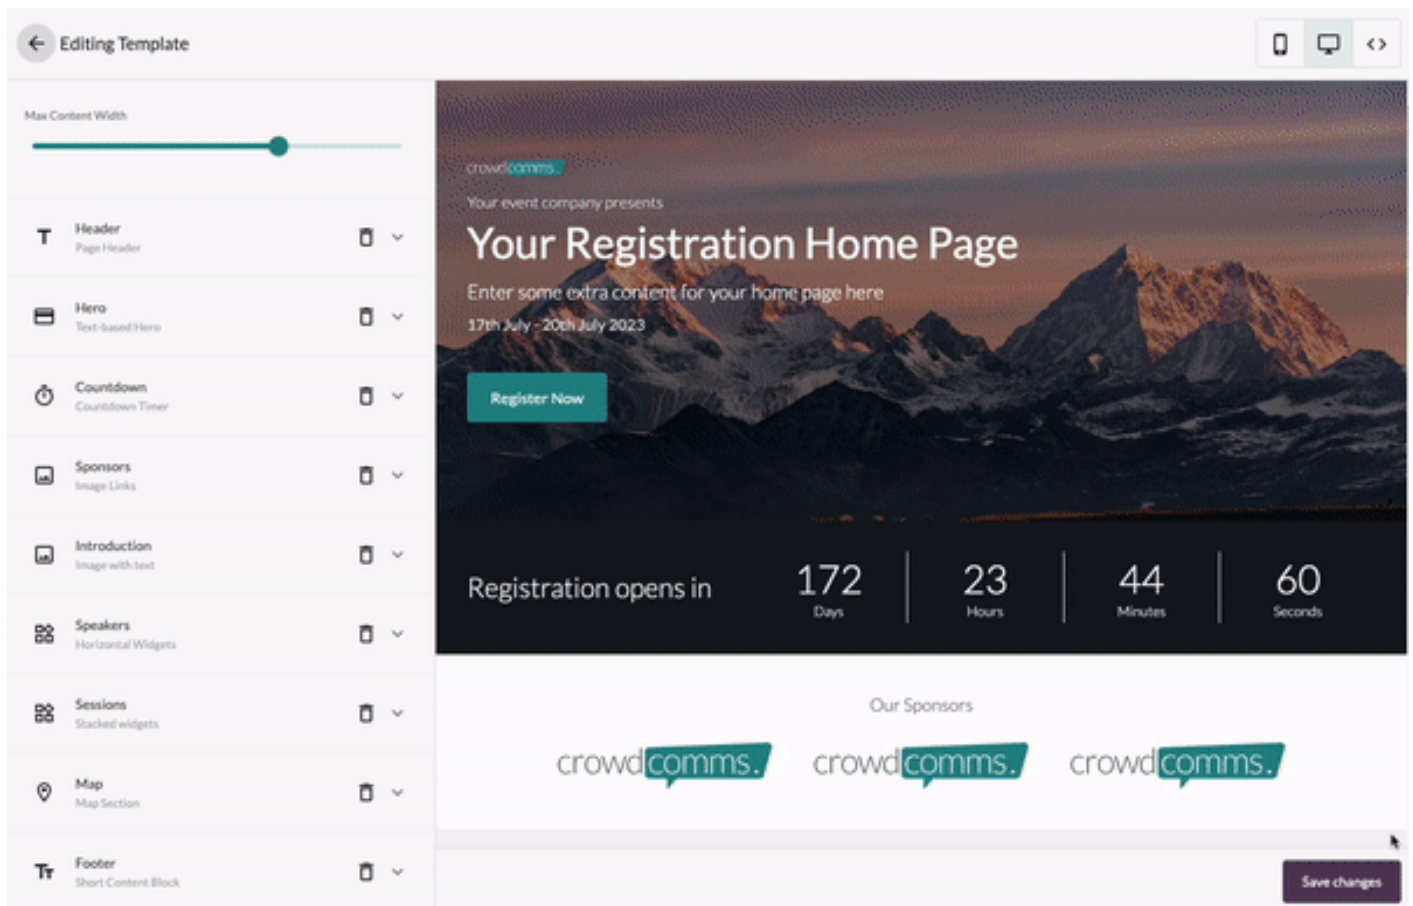 Editing Template
Max Content Width
Header
Page Header
Hero
Text-based Hero
Countdown
Countdown Timer
Sponsors
Image Links
Introduction
Image with text
Speakers
Horizontal Widgets
Sessions
Stacked widgets
Map
Map Section
Footer
Short Content Block
crowdcomms.
Your event company presents
Your Registration Home Page
Enter some extra content for your home page here
17th July - 20th July 2023
Register Now
Registration opens in
172 23 44 60
Days Hours Minutes Seconds
Our Sponsors
crowdcomms. crowdcomms. crowdcomms.
Save changes